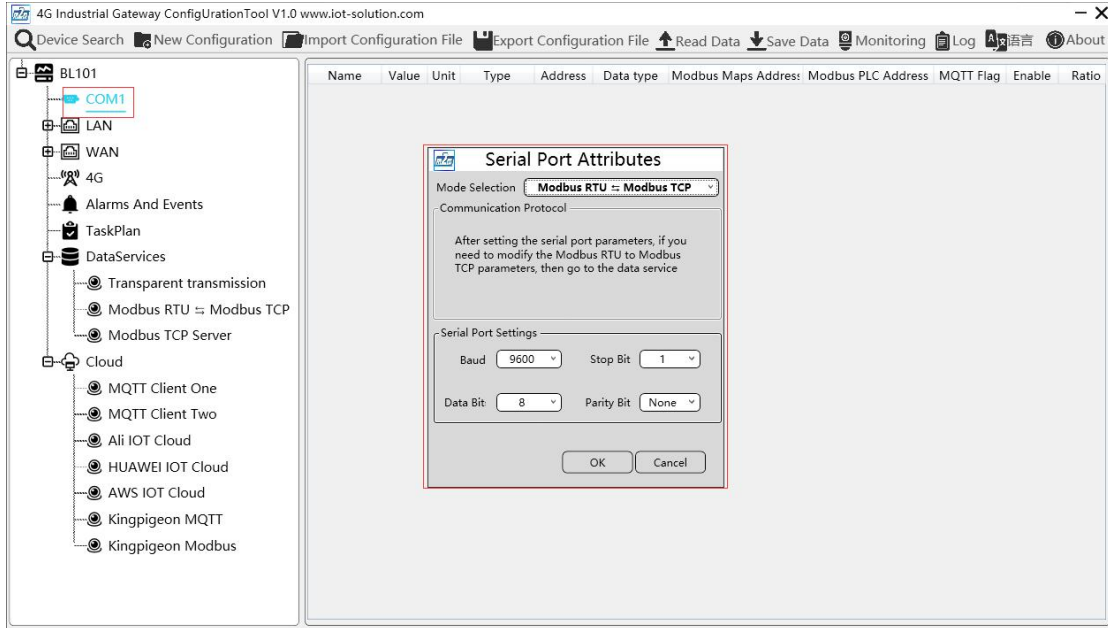 4G Industrial Gateway ConfigUrationTool V1.0 www.iot-solution.com
Device Search New Configuration Import Configuration File Export Configuration File Read Data Save Data Monitoring Log 语言 About
BL101
COM1
LAN
WAN
4G
Alarms And Events
TaskPlan
DataServices
Transparent transmission
Modbus RTU ⇆ Modbus TCP
Modbus TCP Server
Cloud
MQTT Client One
MQTT Client Two
Ali IOT Cloud
HUAWEI IOT Cloud
AWS IOT Cloud
Kingpigeon MQTT
Kingpigeon Modbus
Name Value Unit Type Address Data type Modbus Maps Address Modbus PLC Address MQTT Flag Enable Ratio
Serial Port Attributes
Mode Selection Modbus RTU ⇆ Modbus TCP
Communication Protocol
After setting the serial port parameters, if you
need to modify the Modbus RTU to Modbus
TCP parameters, then go to the data service
Serial Port Settings
Baud 9600 Stop Bit 1
Data Bit 8 Parity Bit None
OK Cancel